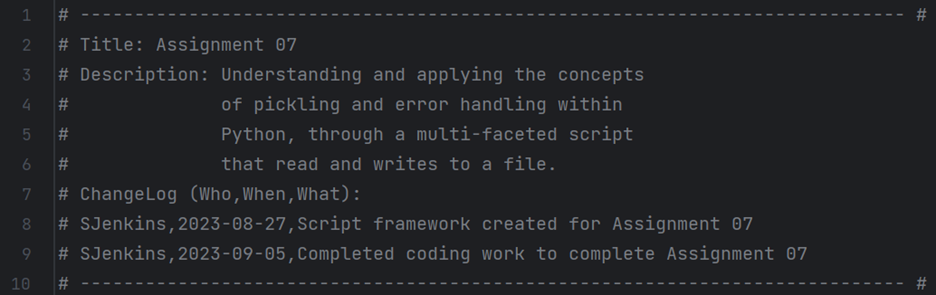 1 # ---------------------------------------------------------------------------- #
2 # Title: Assignment 07
3 # Description: Understanding and applying the concepts
4 #              of pickling and error handling within
5 #              Python, through a multi-faceted script
6 #              that read and writes to a file.
7 # ChangeLog (Who,When,What):
8 # SJenkins,2023-08-27,Script framework created for Assignment 07
9 # SJenkins,2023-09-05,Completed coding work to complete Assignment 07
10 # ---------------------------------------------------------------------------- #